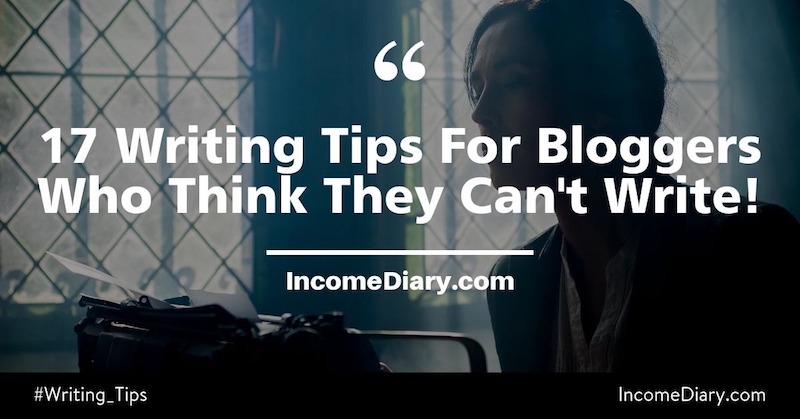 “
17 Writing Tips For Bloggers
Who Think They Can't Write!
IncomeDiary.com
#Writing_Tips
IncomeDiary.com